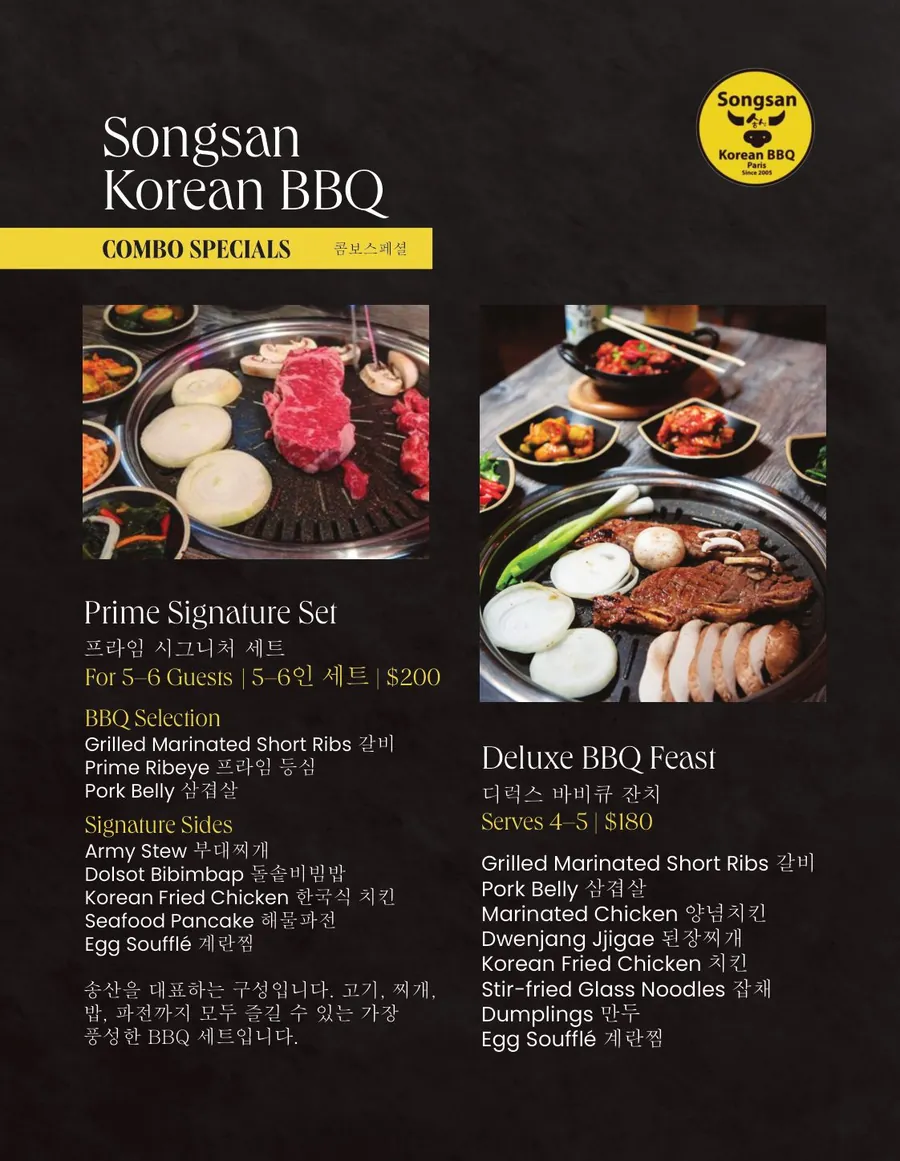 Songsan
Korean BBQ
Songsan
송산
Korean BBQ
Paris
Since 2005
COMBO SPECIALS 콤보스페셜
Prime Signature Set
프라임 시그니처 세트
For 5–6 Guests | 5–6인 세트 | $200
BBQ Selection
Grilled Marinated Short Ribs 갈비
Prime Ribeye 프라임 등심
Pork Belly 삼겹살
Signature Sides
Army Stew 부대찌개
Dolsot Bibimbap 돌솥비빔밥
Korean Fried Chicken 한국식 치킨
Seafood Pancake 해물파전
Egg Soufflé 계란찜
송산을 대표하는 구성입니다. 고기, 찌개,
밥, 파전까지 모두 즐길 수 있는 가장
풍성한 BBQ 세트입니다.
Deluxe BBQ Feast
디럭스 바비큐 잔치
Serves 4–5 | $180
Grilled Marinated Short Ribs 갈비
Pork Belly 삼겹살
Marinated Chicken 양념치킨
Dwenjang Jjigae 된장찌개
Korean Fried Chicken 치킨
Stir-fried Glass Noodles 잡채
Dumplings 만두
Egg Soufflé 계란찜